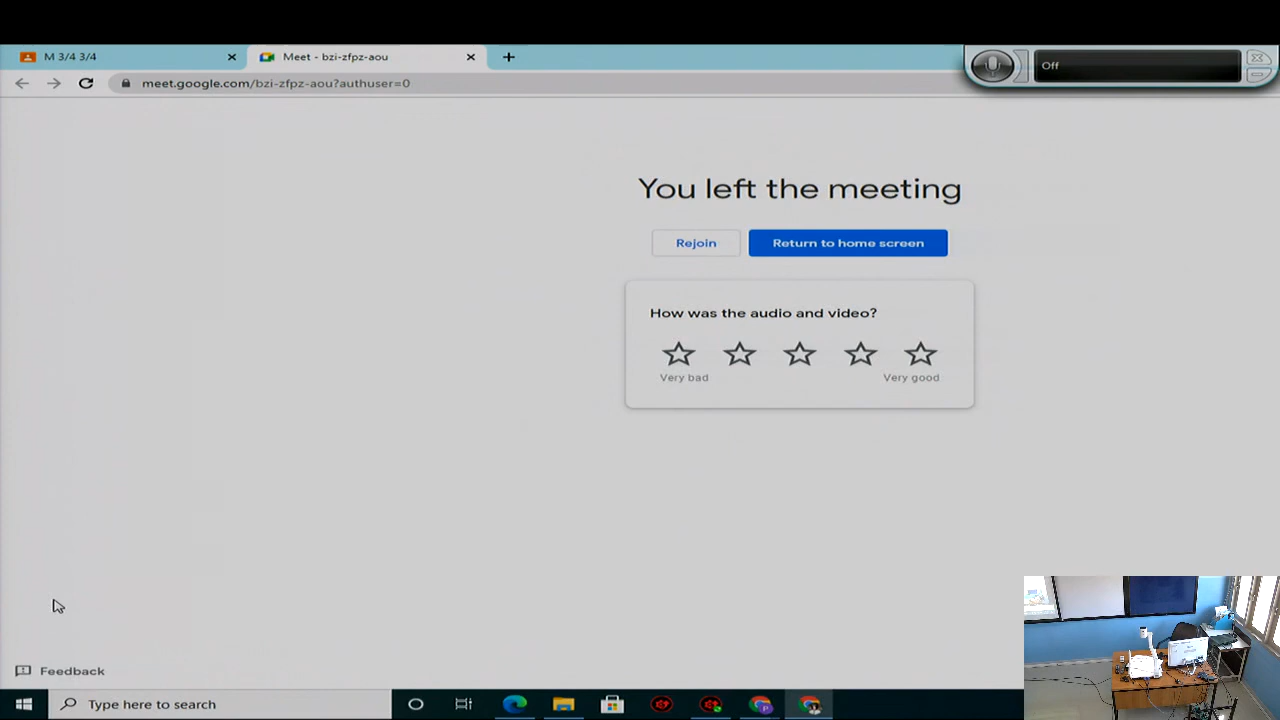 M 3/4 3/4
Meet - bzi-zfpz-aou
Off
meet.google.com/bzi-zfpz-aou?authuser=0
You left the meeting
Rejoin
Return to home screen
How was the audio and video?
Very bad
Very good
Feedback
Type here to search